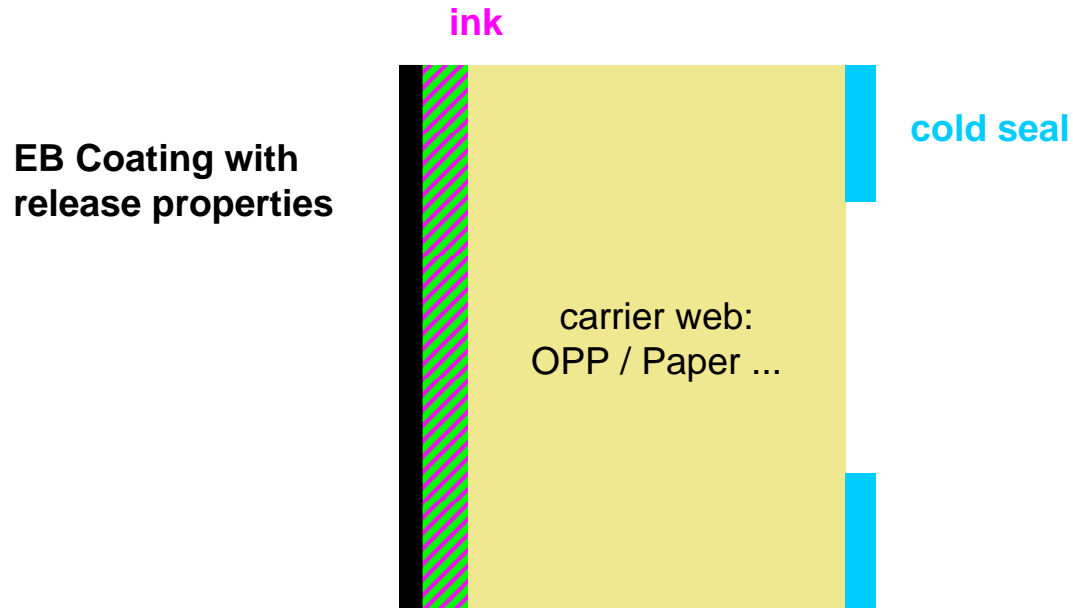 ink
EB Coating with
release properties
cold seal
carrier web:
OPP / Paper ...